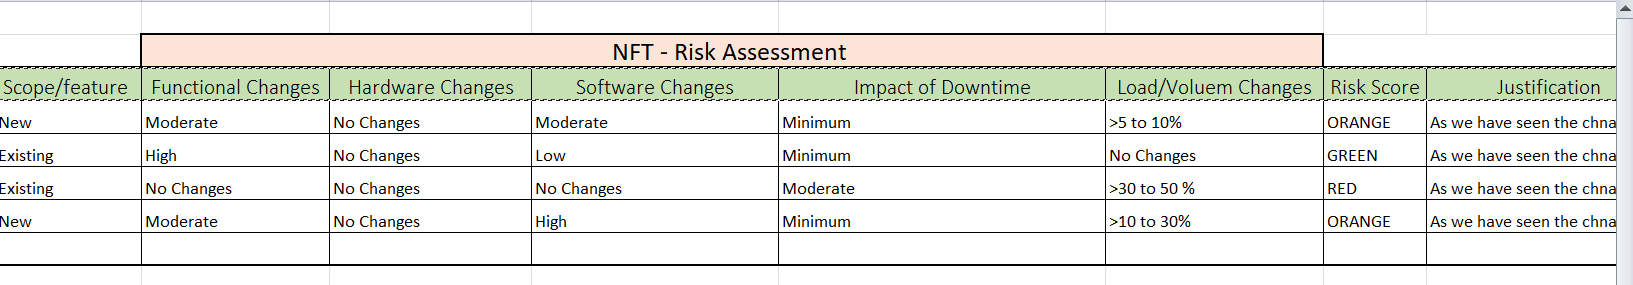 NFT - Risk Assessment
Scope/feature Functional Changes Hardware Changes Software Changes Impact of Downtime Load/Voluem Changes Risk Score Justification
New Moderate No Changes Moderate Minimum >5 to 10% ORANGE As we have seen the chna
Existing High No Changes Low Minimum No Changes GREEN As we have seen the chna
Existing No Changes No Changes No Changes Moderate >30 to 50 % RED As we have seen the chna
New Moderate No Changes High Minimum >10 to 30% ORANGE As we have seen the chna